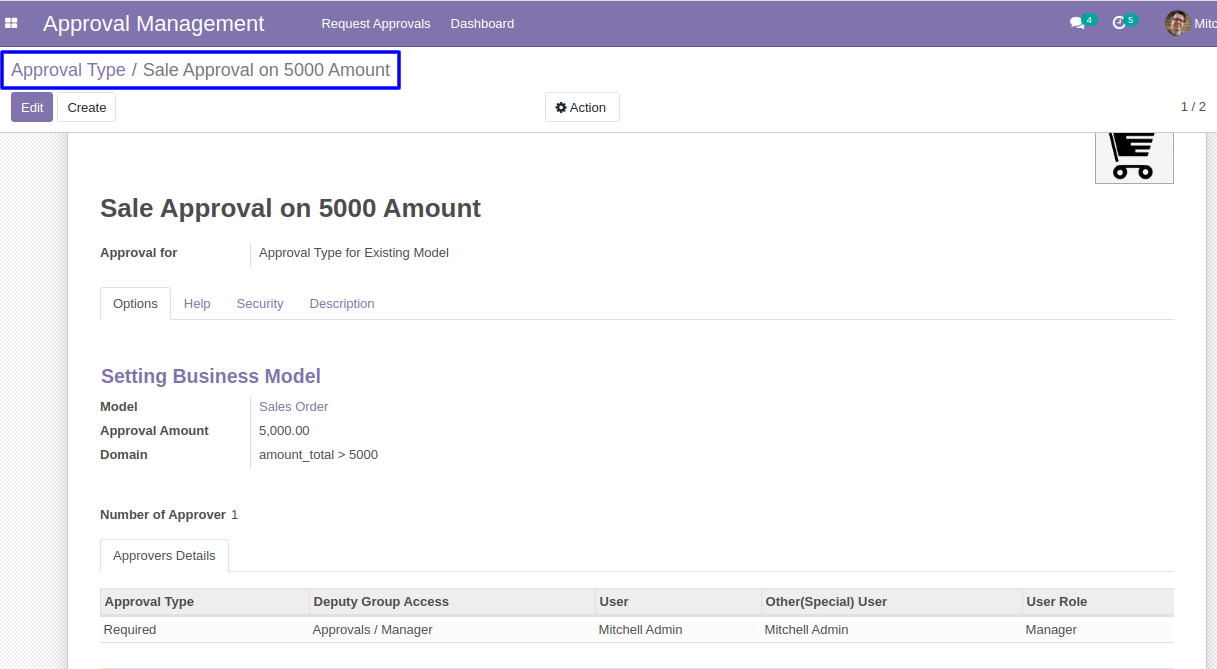 Approval Management Request Approvals Dashboard 4 5 Mitc
Approval Type / Sale Approval on 5000 Amount
Edit Create Action 1 / 2
Sale Approval on 5000 Amount
Approval for Approval Type for Existing Model
Options Help Security Description
Setting Business Model
Model Sales Order
Approval Amount 5,000.00
Domain amount_total > 5000
Number of Approver 1
Approvers Details
Approval Type Deputy Group Access User Other(Special) User User Role
Required Approvals / Manager Mitchell Admin Mitchell Admin Manager